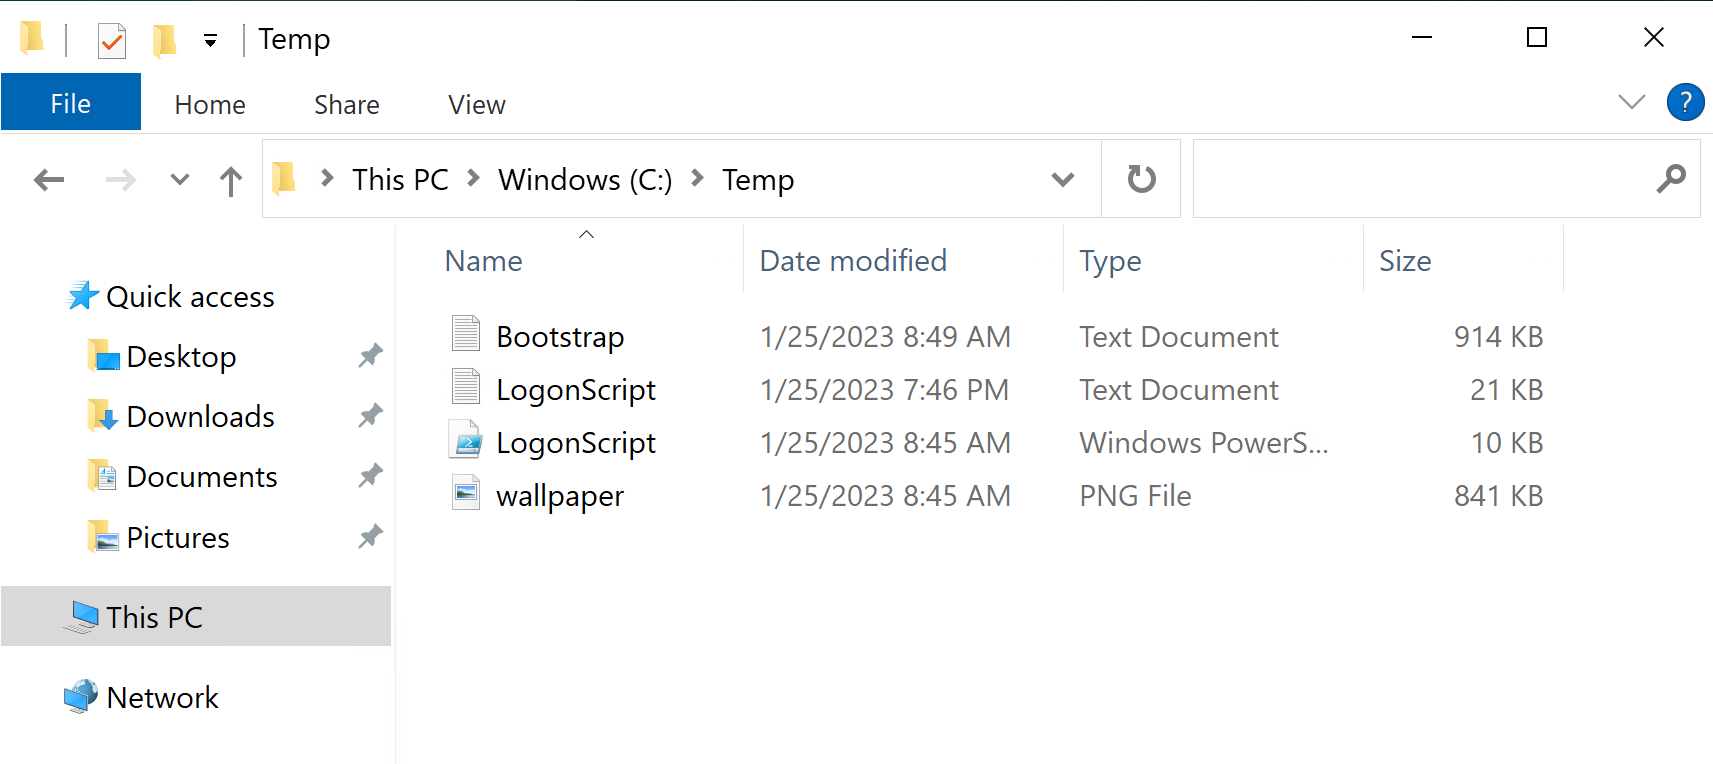 Temp
File Home Share View ?
This PC Windows (C:) Temp
Name Date modified Type Size
Quick access
Desktop
Downloads
Documents
Pictures
This PC
Network
Bootstrap 1/25/2023 8:49 AM Text Document 914 KB
LogonScript 1/25/2023 7:46 PM Text Document 21 KB
LogonScript 1/25/2023 8:45 AM Windows PowerS... 10 KB
wallpaper 1/25/2023 8:45 AM PNG File 841 KB